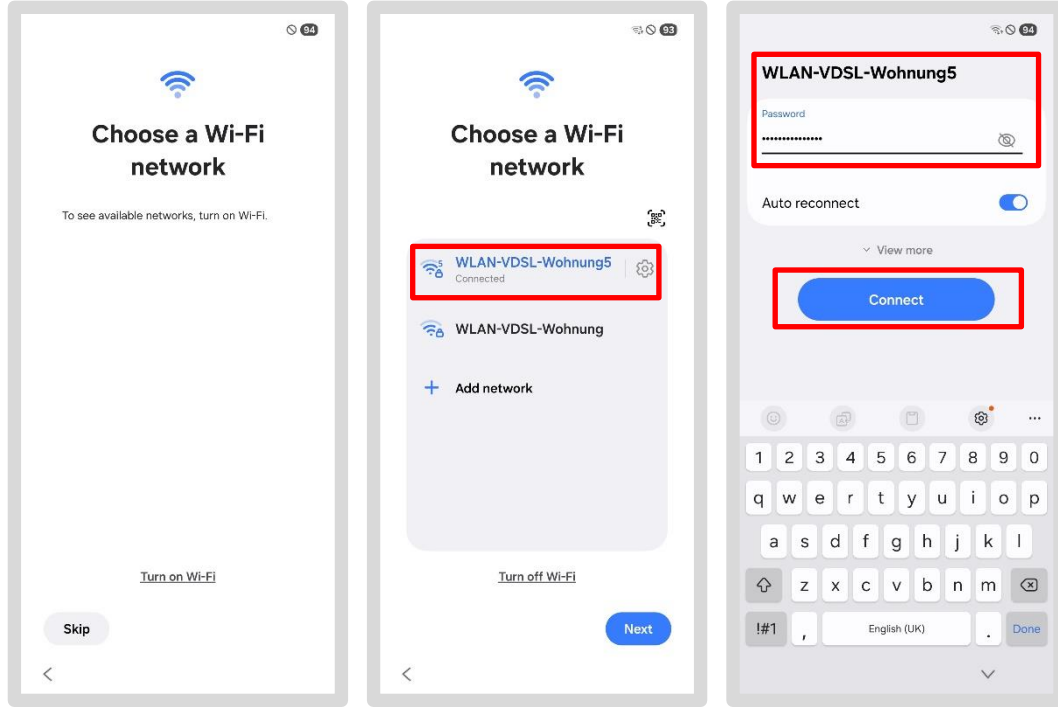 94
Choose a Wi-Fi
network
To see available networks, turn on Wi-Fi.
Turn on Wi-Fi
Skip
93
Choose a Wi-Fi
network
WLAN-VDSL-Wohnung5
Connected
WLAN-VDSL-Wohnung
Add network
Turn off Wi-Fi
Next
94
WLAN-VDSL-Wohnung5
Password
•••••••••••••••
Auto reconnect
View more
Connect
1 2 3 4 5 6 7 8 9 0
q w e r t y u i o p
a s d f g h j k l
z x c v b n m
!#1 , English (UK) . Done